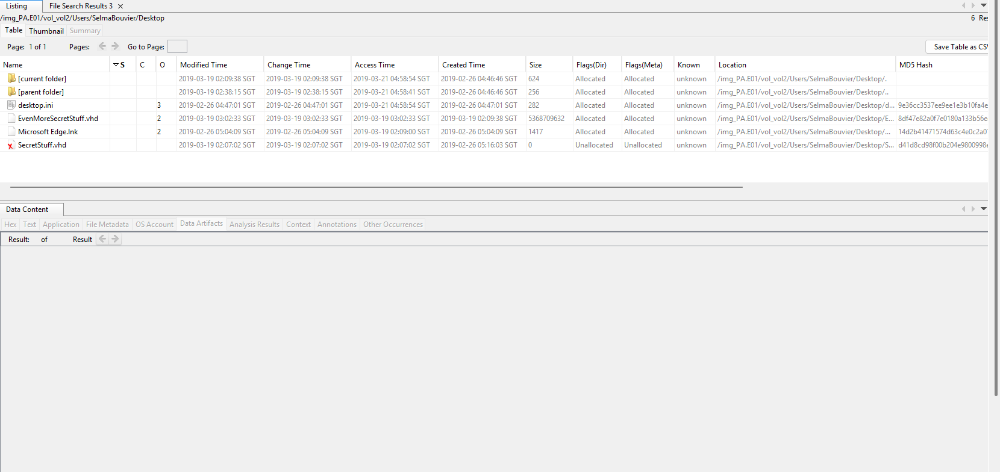 Listing File Search Results 3
/img_PA.E01/vol_vol2/Users/SelmaBouvier/Desktop 6 Res
Table Thumbnail Summary
Page: 1 of 1 Pages: Go to Page: Save Table as CSV
Name S C O Modified Time Change Time Access Time Created Time Size Flags(Dir) Flags(Meta) Known Location MD5 Hash
[current folder] 2019-03-19 02:09:38 SGT 2019-03-19 02:09:38 SGT 2019-03-21 04:58:54 SGT 2019-02-26 04:46:46 SGT 624 Allocated Allocated unknown /img_PA.E01/vol_vol2/Users/SelmaBouvier/Desktop/.
[parent folder] 2019-03-19 02:38:15 SGT 2019-03-19 02:38:15 SGT 2019-03-21 04:58:41 SGT 2019-02-26 04:46:46 SGT 256 Allocated Allocated unknown /img_PA.E01/vol_vol2/Users/SelmaBouvier/Desktop/..
desktop.ini 3 2019-02-26 04:47:01 SGT 2019-02-26 04:47:01 SGT 2019-03-21 04:58:54 SGT 2019-02-26 04:47:01 SGT 282 Allocated Allocated unknown /img_PA.E01/vol_vol2/Users/SelmaBouvier/Desktop/d... 9e36cc3537ee9ee1e3b10fa4e
EvenMoreSecretStuff.vhd 2 2019-03-19 03:02:33 SGT 2019-03-19 03:02:33 SGT 2019-03-19 03:02:33 SGT 2019-03-19 02:09:38 SGT 5368709632 Allocated Allocated unknown /img_PA.E01/vol_vol2/Users/SelmaBouvier/Desktop/E... 8df47e82a0f7e0180a133b56e
Microsoft Edge.lnk 2 2019-02-26 05:04:09 SGT 2019-02-26 05:04:09 SGT 2019-03-19 02:09:00 SGT 2019-02-26 05:04:09 SGT 1417 Allocated Allocated unknown /img_PA.E01/vol_vol2/Users/SelmaBouvier/Desktop/... 14d2b41471574d63c4e0c2a0
SecretStuff.vhd 2019-03-19 02:07:02 SGT 2019-03-19 02:07:02 SGT 2019-03-19 02:07:02 SGT 2019-02-26 05:16:03 SGT 0 Unallocated Unallocated unknown /img_PA.E01/vol_vol2/Users/SelmaBouvier/Desktop/S... d41d8cd98f00b204e9800998e
Data Content
Hex Text Application File Metadata OS Account Data Artifacts Analysis Results Context Annotations Other Occurrences
Result: of Result